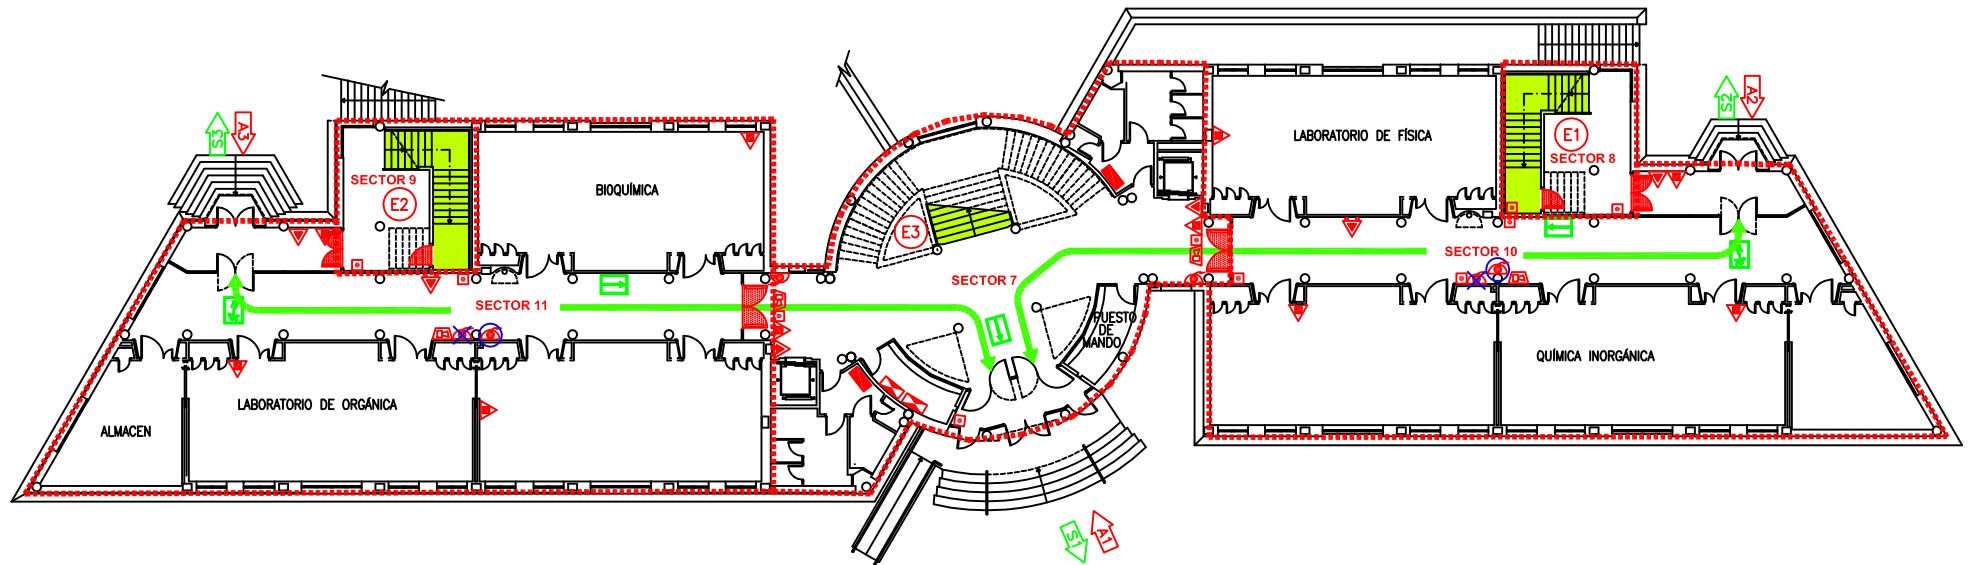 S3
A3
SECTOR 9
E2
BIOQUÍMICA
E3
SECTOR 7
LABORATORIO DE FÍSICA
E1
SECTOR 8
S2
A2
SECTOR 10
SECTOR 11
PUESTO
DE
MANDO
QUÍMICA INORGÁNICA
LABORATORIO DE ORGÁNICA
ALMACEN
S1
A1